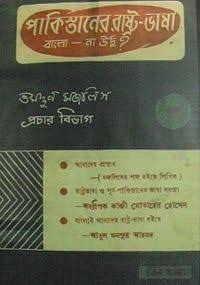 পাকিস্তানের রাষ্ট্র-ভাষা
বাংলা — না উর্দু?
তমদ্দুন মজলিস
প্রচার বিভাগ
আমাদের প্রস্তাব
—( মজলিসের পক্ষ হইতে লিখিত )
রাষ্ট্রভাষা ও পূর্ব-পাকিস্তানের ভাষা সমস্যা
—অধ্যাপক কাজী মোতাহের হোসেন
বাংলাই আমাদের রাষ্ট্র-ভাষা হইবে
—আবুল মনসুর আহমদ